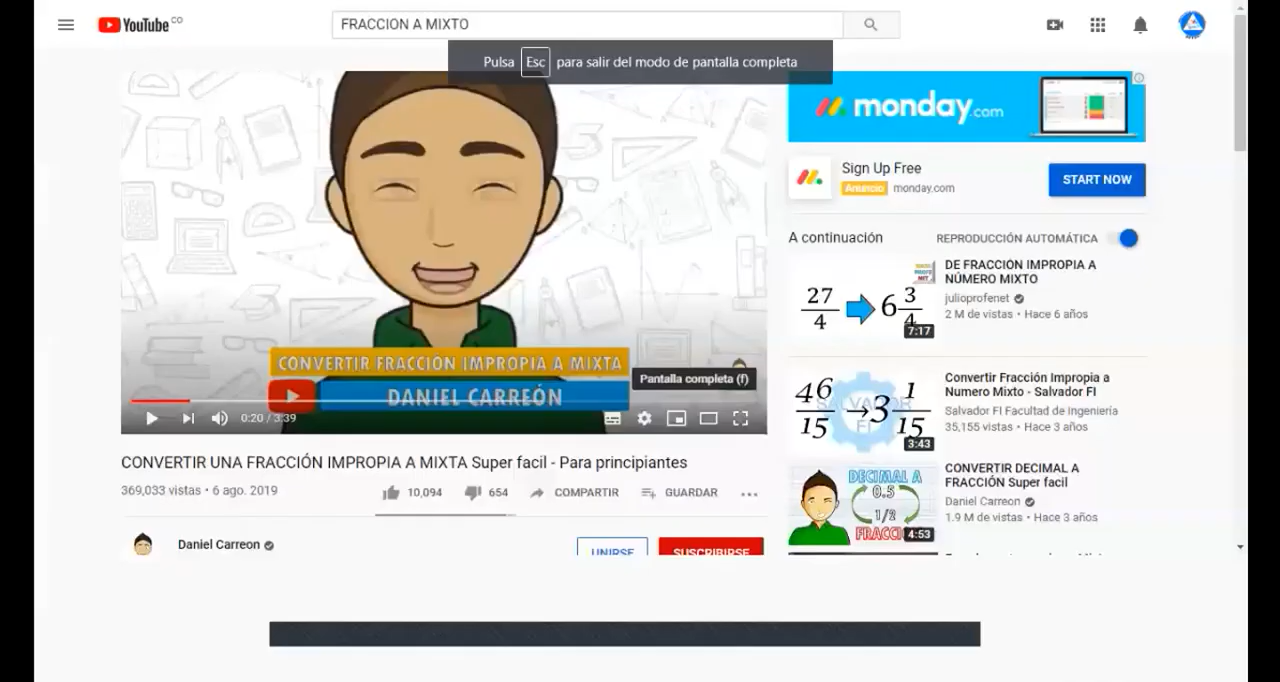 YouTube CO
FRACCION A MIXTO
Pulsa Esc para salir del modo de pantalla completa
CONVERTIR FRACCIÓN IMPROPIA A MIXTA
DANIEL CARREÓN
Pantalla completa (f)
0:20 / 3:39
CONVERTIR UNA FRACCIÓN IMPROPIA A MIXTA Super facil - Para principiantes
369,033 vistas • 6 ago. 2019
10,094
654
COMPARTIR
GUARDAR
Daniel Carreon
UNIRSE
SUSCRIBIRSE
monday.com
Sign Up Free
Anuncio monday.com
START NOW
A continuación
REPRODUCCIÓN AUTOMÁTICA
27/4 6 3/4
7:17
DE FRACCIÓN IMPROPIA A
NÚMERO MIXTO
julioprofenet
2 M de vistas • Hace 6 años
46/15 → 3 1/15
SALVADOR
FI
3:43
Convertir Fracción Impropia a
Numero Mixto - Salvador FI
Salvador FI Facultad de Ingeniería
35,155 vistas • Hace 3 años
DECIMAL A
0.5
1/2
FRACCI
4:53
CONVERTIR DECIMAL A
FRACCIÓN Super facil
Daniel Carreon
1.9 M de vistas • Hace 3 años